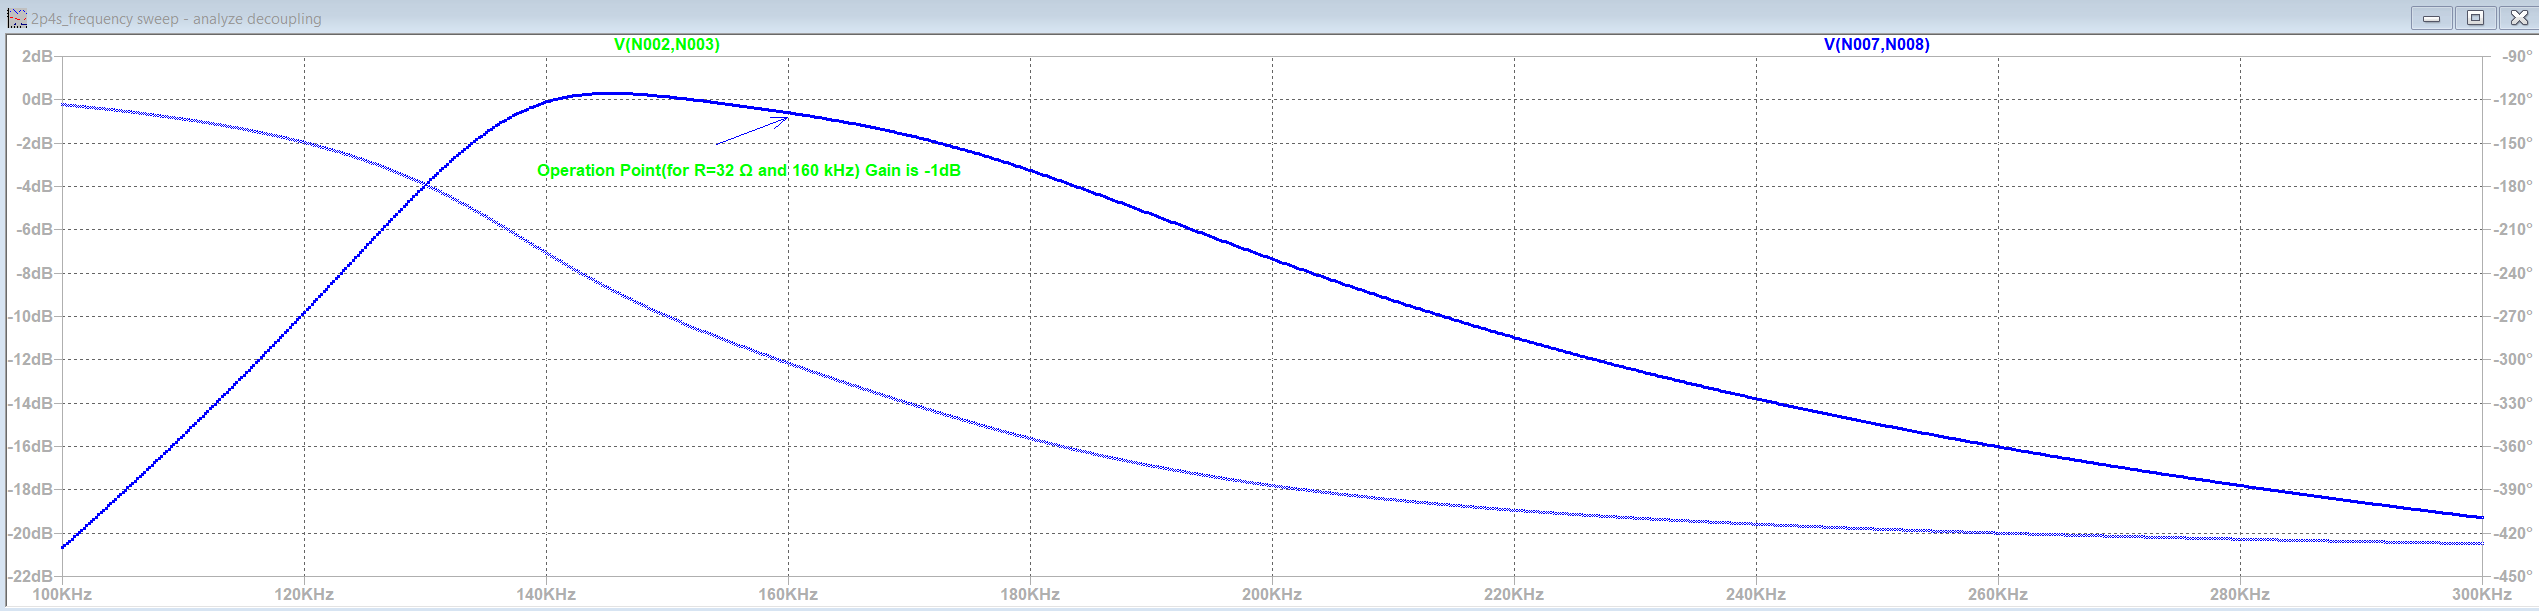 2p4s_frequency sweep - analyze decoupling
V(N002,N003) V(N007,N008)
2dB -90°
0dB -120°
-2dB -150°
Operation Point(for R=32 Ω and 160 kHz) Gain is -1dB
-4dB -180°
-6dB -210°
-8dB -240°
-10dB -270°
-12dB -300°
-14dB -330°
-16dB -360°
-18dB -390°
-20dB -420°
-22dB -450°
100KHz 120KHz 140KHz 160KHz 180KHz 200KHz 220KHz 240KHz 260KHz 280KHz 300KHz